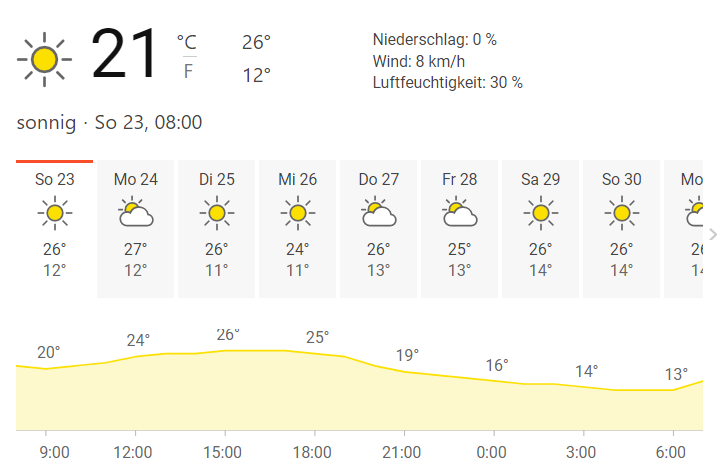 21 °C F 26° 12°
Niederschlag: 0 %
Wind: 8 km/h
Luftfeuchtigkeit: 30 %
sonnig · So 23, 08:00
So 23 Mo 24 Di 25 Mi 26 Do 27 Fr 28 Sa 29 So 30 Mo
26° 27° 26° 24° 26° 25° 26° 26°
12° 12° 11° 11° 13° 13° 14° 14°
20° 24° 26° 25° 19° 16° 14° 13°
9:00 12:00 15:00 18:00 21:00 0:00 3:00 6:00